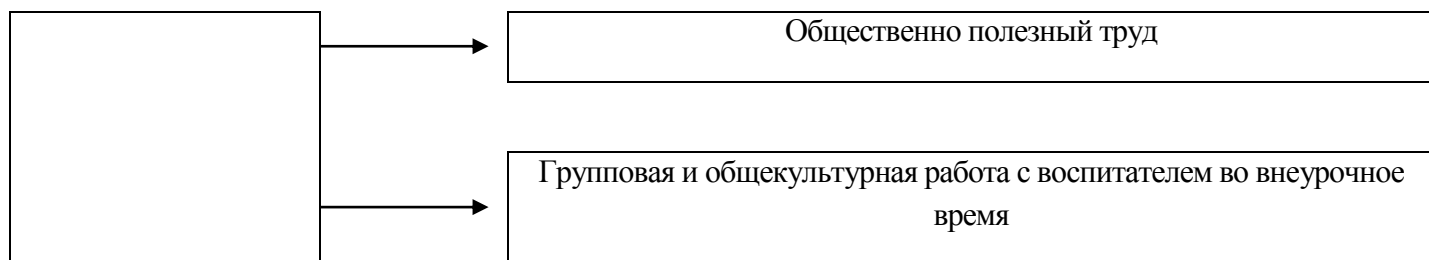 Общественно полезный труд
Групповая и общекультурная работа с воспитателем во внеурочное
время